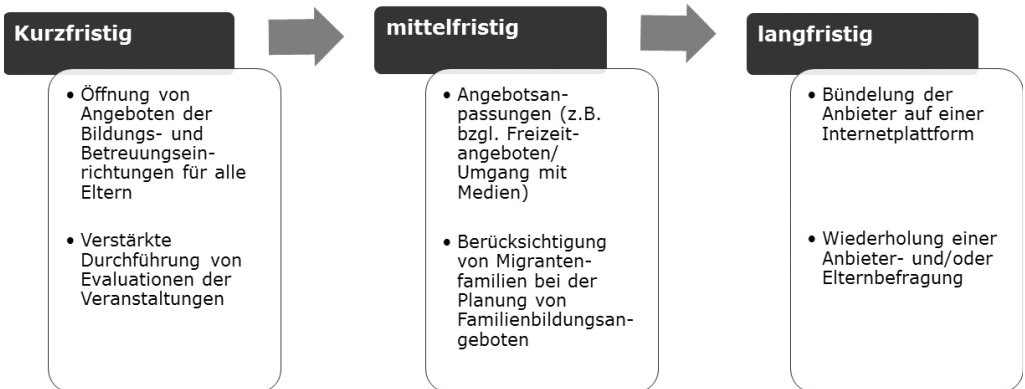 Kurzfristig
• Öffnung von
Angeboten der
Bildungs- und
Betreuungsein-
richtungen für alle
Eltern
• Verstärkte
Durchführung von
Evaluationen der
Veranstaltungen
mittelfristig
• Angebotsan-
passungen (z.B.
bzgl. Freizeit-
angeboten/
Umgang mit
Medien)
• Berücksichtigung
von Migranten-
familien bei der
Planung von
Familienbildungsan-
geboten
langfristig
• Bündelung der
Anbieter auf einer
Internetplattform
• Wiederholung einer
Anbieter- und/oder
Elternbefragung